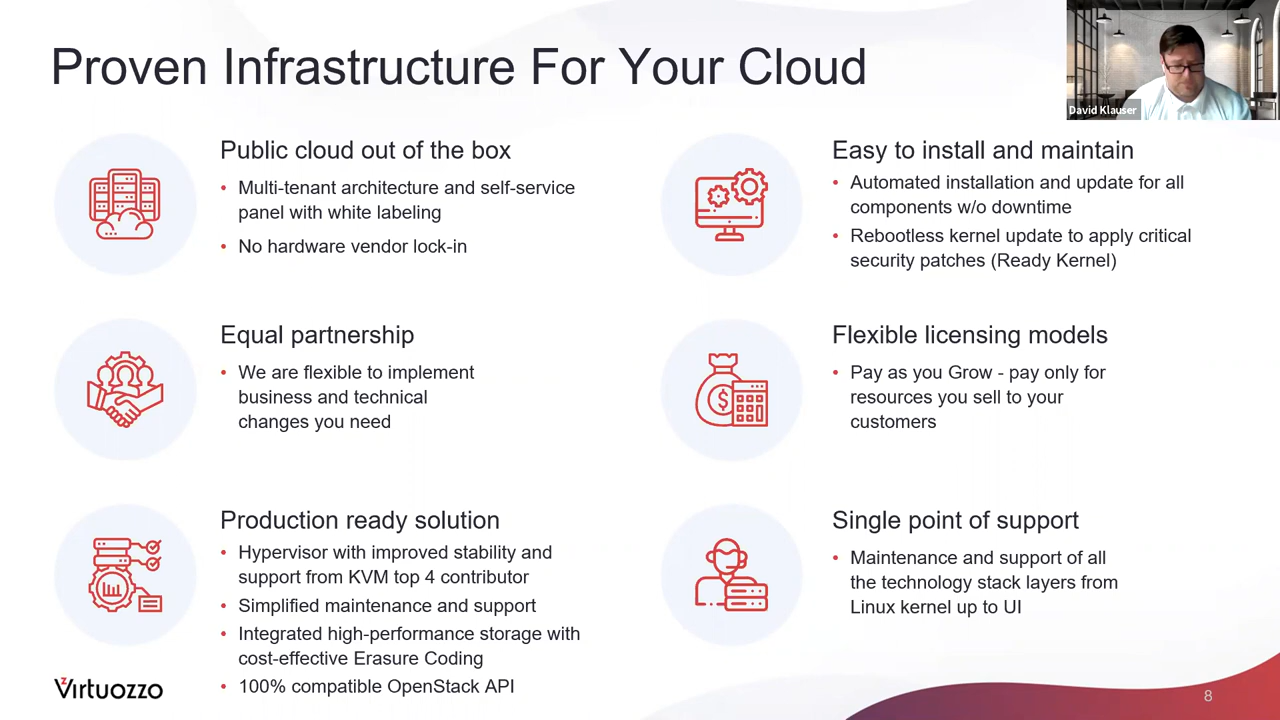 Proven Infrastructure For Your Cloud
David Klauser
Public cloud out of the box
• Multi-tenant architecture and self-service
panel with white labeling
• No hardware vendor lock-in
Easy to install and maintain
• Automated installation and update for all
components w/o downtime
• Rebootless kernel update to apply critical
security patches (Ready Kernel)
Equal partnership
• We are flexible to implement
business and technical
changes you need
Flexible licensing models
• Pay as you Grow - pay only for
resources you sell to your
customers
Production ready solution
• Hypervisor with improved stability and
support from KVM top 4 contributor
• Simplified maintenance and support
• Integrated high-performance storage with
cost-effective Erasure Coding
• 100% compatible OpenStack API
Single point of support
• Maintenance and support of all
the technology stack layers from
Linux kernel up to UI
Virtuozzo
8